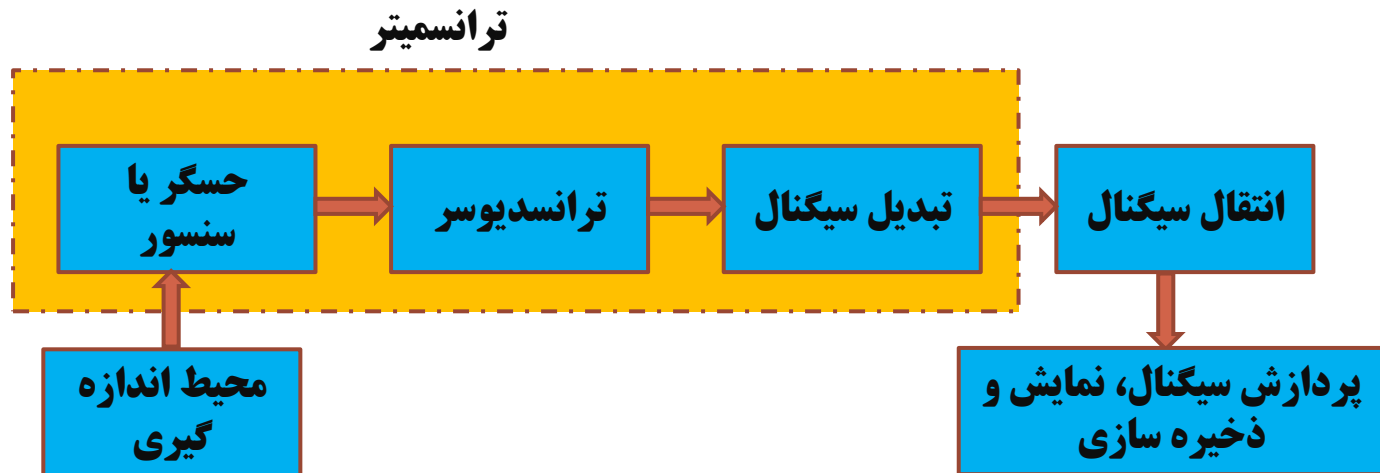 ترانسمیتر
حسگر یا
سنسور
ترانسدیوسر
تبدیل سیگنال
انتقال سیگنال
محیط اندازه
گیری
پردازش سیگنال، نمایش و
ذخیره سازی